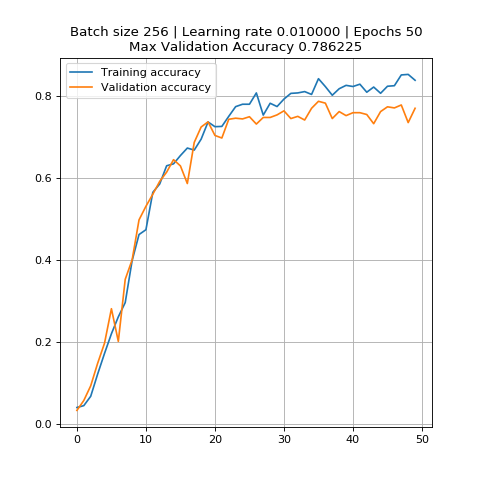 Batch size 256 | Learning rate 0.010000 | Epochs 50
Max Validation Accuracy 0.786225
Training accuracy
Validation accuracy
0.8
0.6
0.4
0.2
0.0
0 10 20 30 40 50